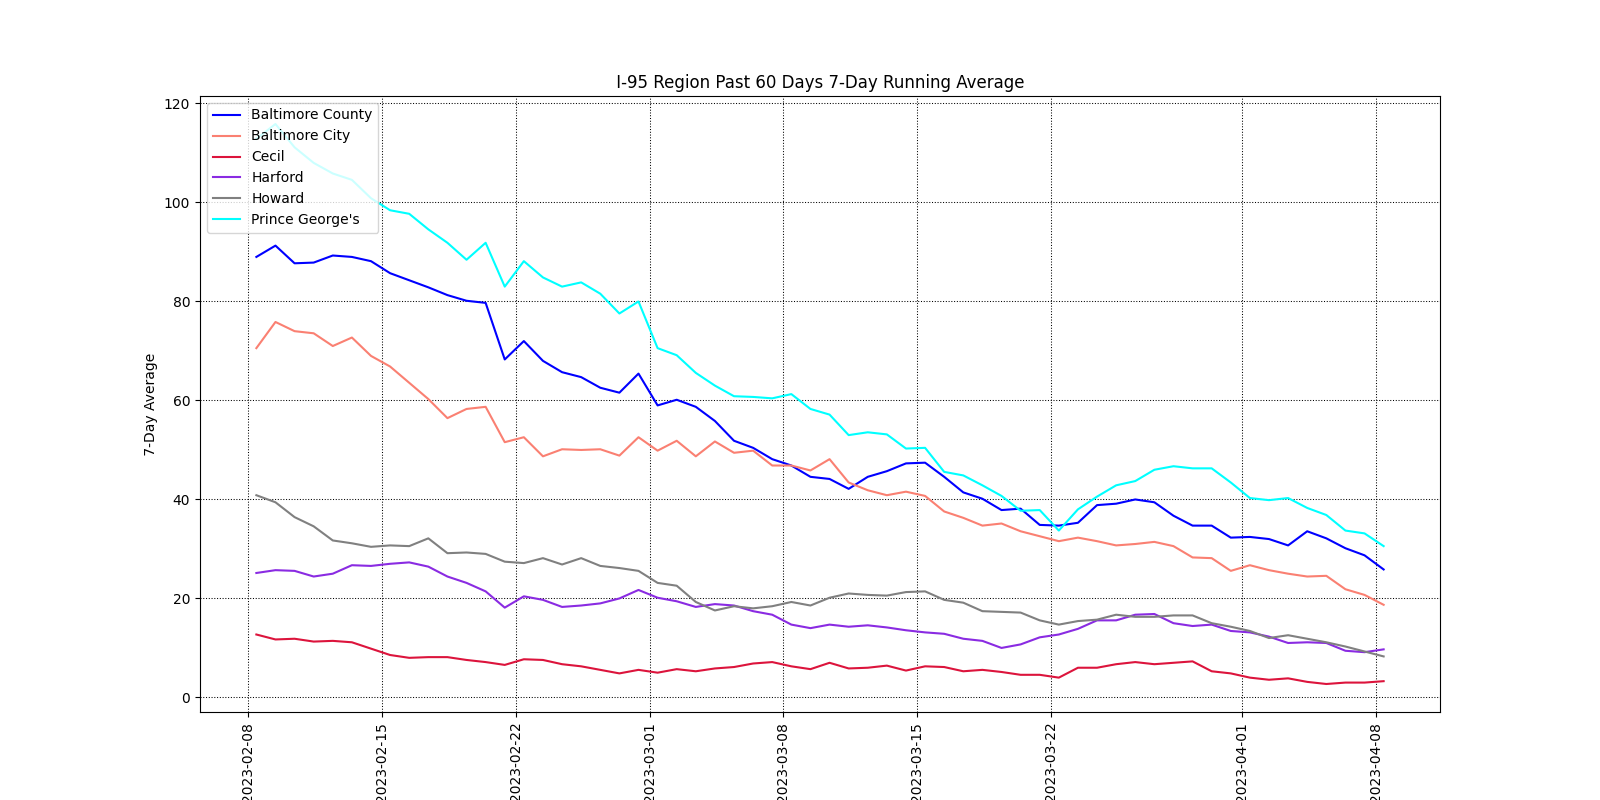 I-95 Region Past 60 Days 7-Day Running Average
120
100
80
60
40
20
0
7-Day Average
Baltimore County
Baltimore City
Cecil
Harford
Howard
Prince George's
2023-02-08
2023-02-15
2023-02-22
2023-03-01
2023-03-08
2023-03-15
2023-03-22
2023-04-01
2023-04-08